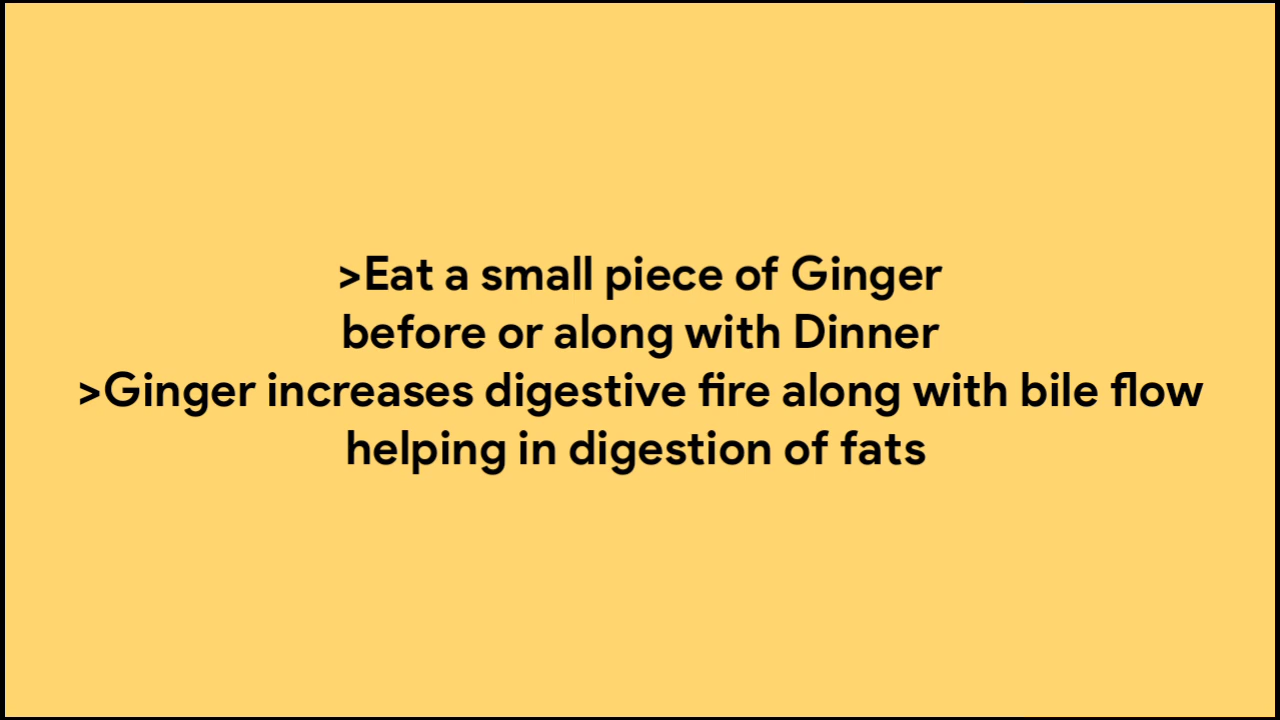 >Eat a small piece of Ginger
before or along with Dinner
>Ginger increases digestive fire along with bile flow
helping in digestion of fats